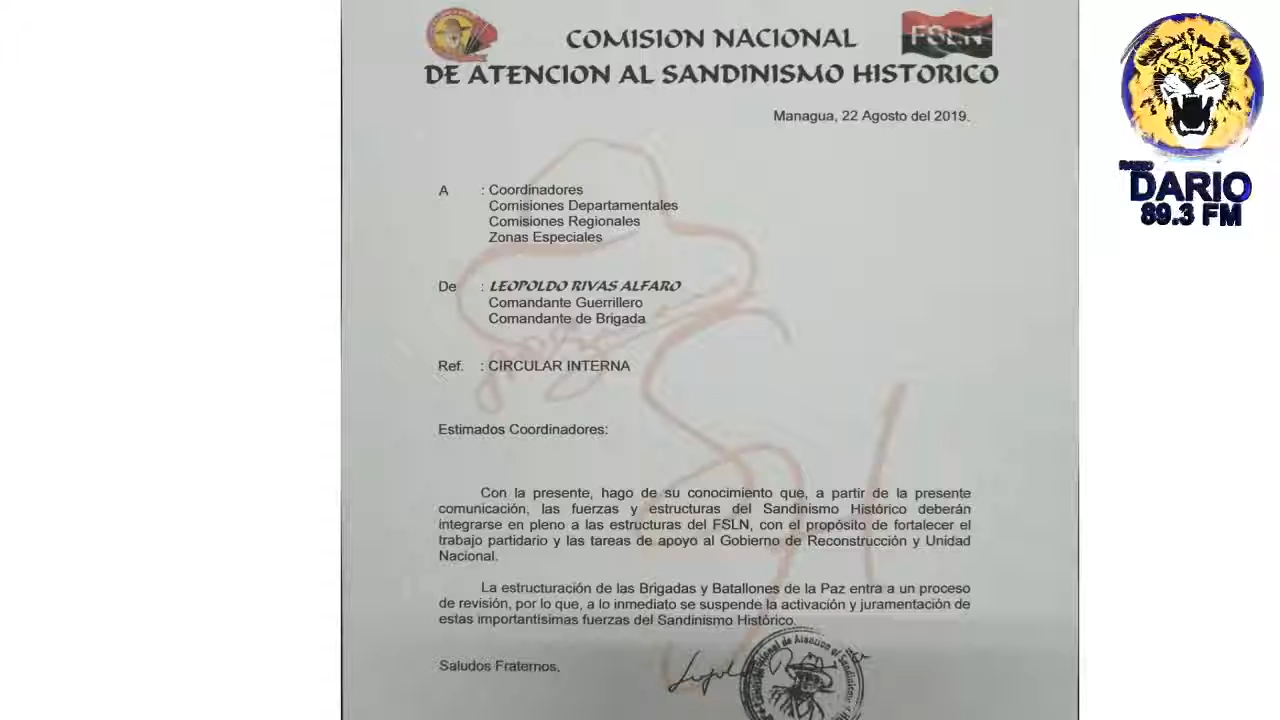 COMISION NACIONAL
DE ATENCION AL SANDINISMO HISTORICO
FSLN
Managua, 22 Agosto del 2019.
A : Coordinadores
Comisiones Departamentales
Comisiones Regionales
Zonas Especiales
De : LEOPOLDO RIVAS ALFARO
Comandante Guerrillero
Comandante de Brigada
Ref. : CIRCULAR INTERNA
Estimados Coordinadores:
Con la presente, hago de su conocimiento que, a partir de la presente
comunicación, las fuerzas y estructuras del Sandinismo Histórico deberán
integrarse en pleno a las estructuras del FSLN, con el propósito de fortalecer el
trabajo partidario y las tareas de apoyo al Gobierno de Reconstrucción y Unidad
Nacional.
La estructuración de las Brigadas y Batallones de la Paz entra a un proceso
de revisión, por lo que, a lo inmediato se suspende la activación y juramentación de
estas importantísimas fuerzas del Sandinismo Histórico.
Saludos Fraternos.
de Atencion al Sandinismo
RADIO
DARIO
89.3 FM